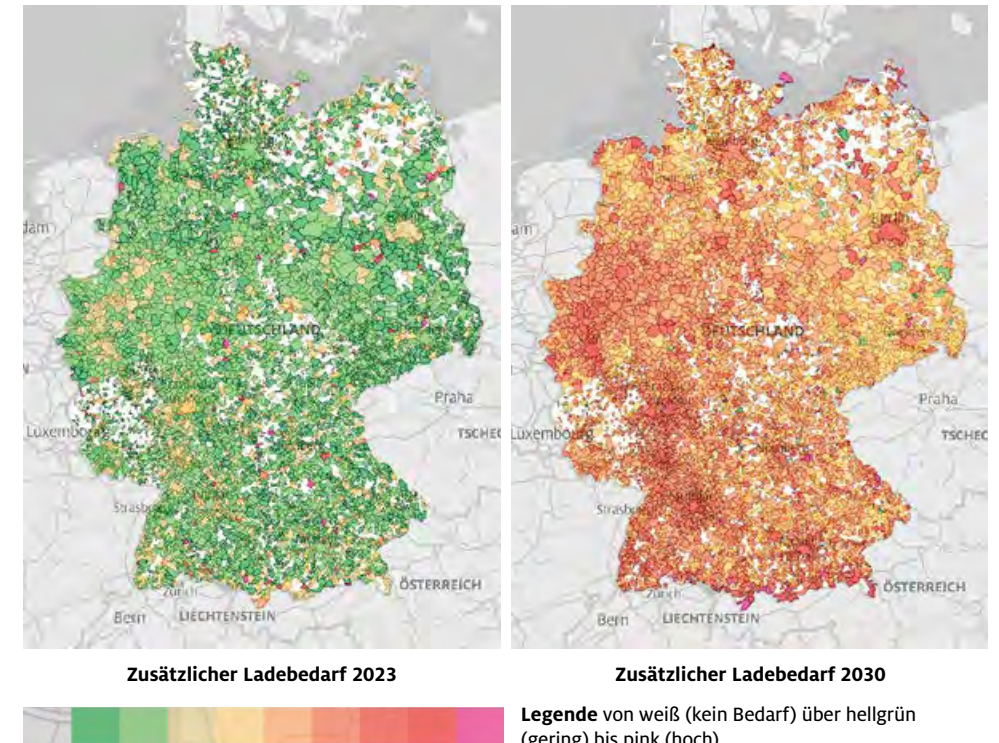 dam
DEUTSCHLAND
Berlin
Praha
Luxembourg
TSCHEC
Strasbourg
Zürich
ÖSTERREICH
Bern
LIECHTENSTEIN
am
DEUTSCHLAND
Berlin
Praha
Luxembourg
TSCHEC
Strasbourg
Zürich
ÖSTERREICH
Bern
LIECHTENSTEIN
Zusätzlicher Ladebedarf 2023
Zusätzlicher Ladebedarf 2030
Legende von weiß (kein Bedarf) über hellgrün
(gering) bis pink (hoch)